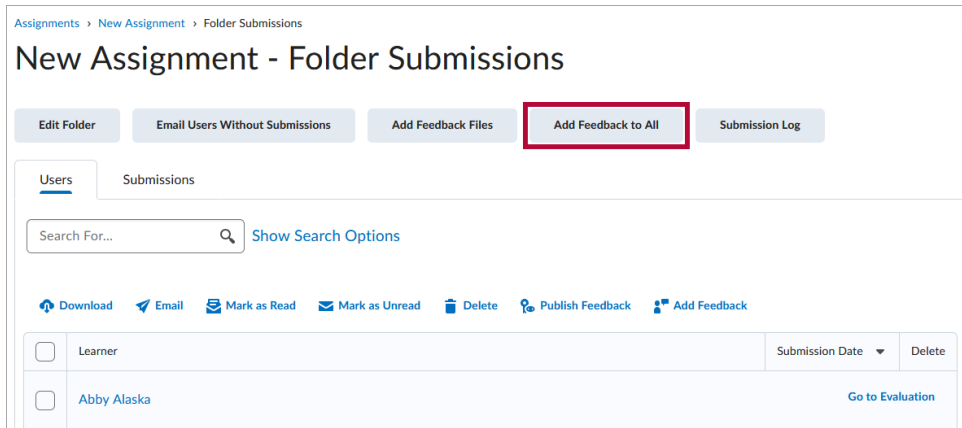 Assignments › New Assignment › Folder Submissions
New Assignment - Folder Submissions
Edit Folder Email Users Without Submissions Add Feedback Files Add Feedback to All Submission Log
Users Submissions
Search For... Show Search Options
Download Email Mark as Read Mark as Unread Delete Publish Feedback Add Feedback
Learner Submission Date Delete
Abby Alaska Go to Evaluation